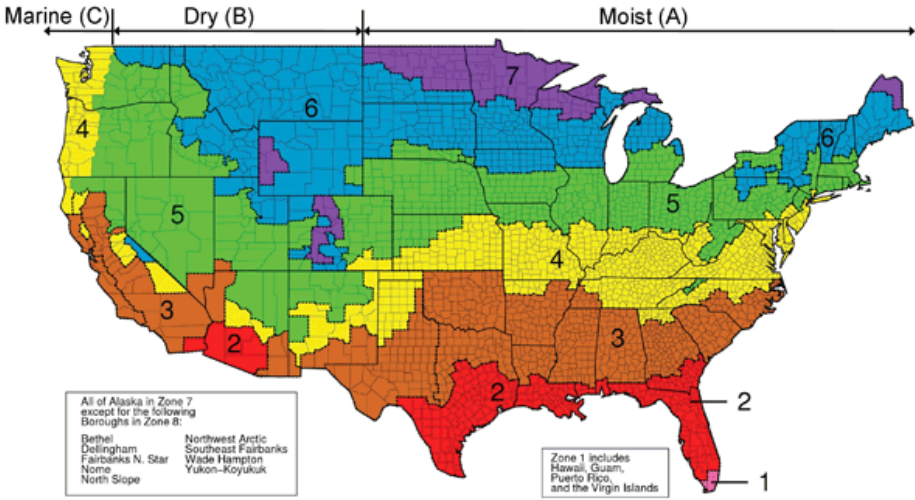 Marine (C) Dry (B) Moist (A)
7
6
6
4
5
5
4
3
3
2
2
2
1
All of Alaska in Zone 7
except for the following
Boroughs in Zone 8:
Bethel Northwest Arctic
Dellingham Southeast Fairbanks
Fairbanks N. Star Wade Hampton
Nome Yukon-Koyukuk
North Slope
Zone 1 includes
Hawaii, Guam,
Puerto Rico,
and the Virgin Islands